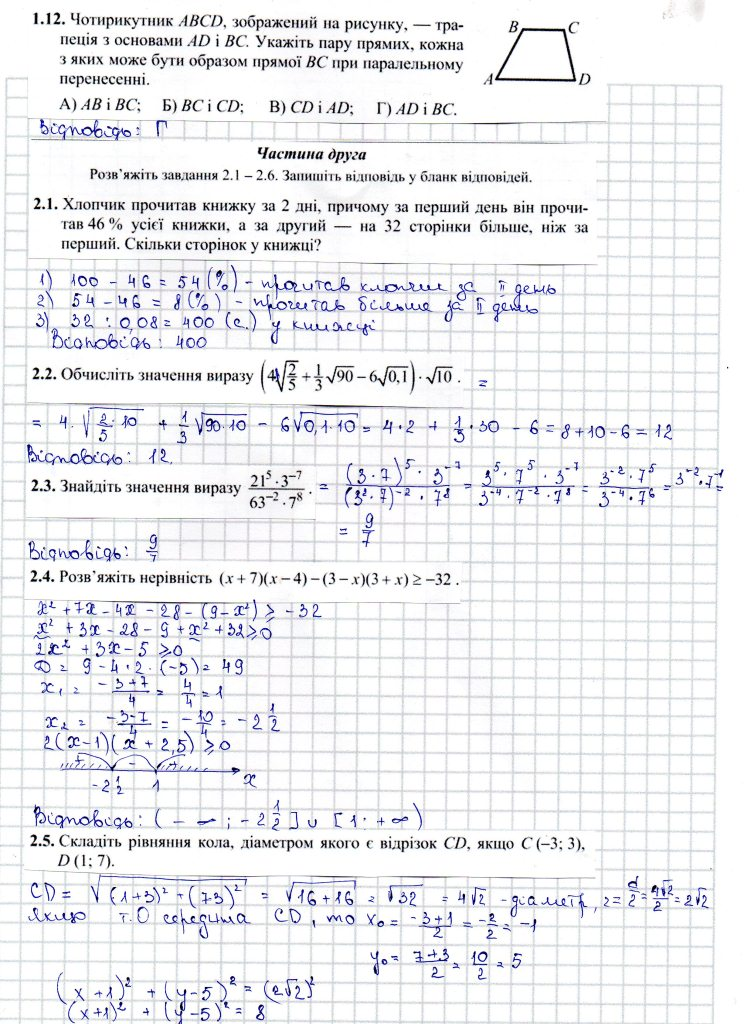 1.12. Чотирикутник ABCD, зображений на рисунку, — тра-
пеція з основами AD і BC. Укажіть пару прямих, кожна
з яких може бути образом прямої BC при паралельному
перенесенні.
B C
A D
А) AB і BC; Б) BC і CD; В) CD і AD; Г) AD і BC.
Відповідь: Г
Частина друга
Розв'яжіть завдання 2.1 – 2.6. Запишіть відповідь у бланк відповідей.
2.1. Хлопчик прочитав книжку за 2 дні, причому за перший день він прочи-
тав 46 % усієї книжки, а за другий — на 32 сторінки більше, ніж за
перший. Скільки сторінок у книжці?
1) 100 - 46 = 54 (%) - прочитав хлопчик за II день
2) 54 - 46 = 8 (%) - прочитав більше за II день
3) 32 : 0,08 = 400 (с.) у книжці
Відповідь: 400
2.2. Обчисліть значення виразу (4√(2/5) + 1/3 √90 – 6√0,1) · √10 . =
= 4 · √(2/5 · 10) + 1/3 √(90·10) - 6√(0,1·10) = 4·2 + 1/3 · 30 - 6 = 8+10-6 = 12
Відповідь: 12.
2.3. Знайдіть значення виразу (21⁵ · 3⁻⁷)/(63⁻² · 7⁸) . = ((3·7)⁵ · 3⁻⁷)/((3²·7)⁻² · 7⁸) = (3⁵ · 7⁵ · 3⁻⁷)/(3⁻⁴ · 7⁻² · 7⁸) = (3⁻² · 7⁵)/(3⁻⁴ · 7⁶) = 3⁻² · 7⁻¹ =
= 9/7
Відповідь: 9/7
2.4. Розв'яжіть нерівність (x + 7)(x – 4) – (3 – x)(3 + x) ≥ –32 .
x² + 7x - 4x - 28 - (9 - x²) ≥ -32
x² + 3x - 28 - 9 + x² + 32 ≥ 0
2x² + 3x - 5 ≥ 0
D = 9 - 4·2·(-5) = 49
x₁ = (-3+7)/4 = 4/4 = 1
x₂ = (-3-7)/4 = -10/4 = -2 1/2
2(x-1)(x + 2,5) ≥ 0
+ - +
-2 1/2 1 x
Відповідь: (-∞; -2 1/2] ∪ [1; +∞)
2.5. Складіть рівняння кола, діаметром якого є відрізок CD, якщо C (–3; 3),
D (1; 7).
CD = √((1+3)² + (7-3)²) = √(16+16) = √32 = 4√2 - діаметр, r = d/2 = 4√2/2 = 2√2
Якщо т.О середина CD, то x₀ = (-3+1)/2 = -2/2 = -1
y₀ = (7+3)/2 = 10/2 = 5
(x+1)² + (y-5)² = (2√2)²
(x+1)² + (y-5)² = 8